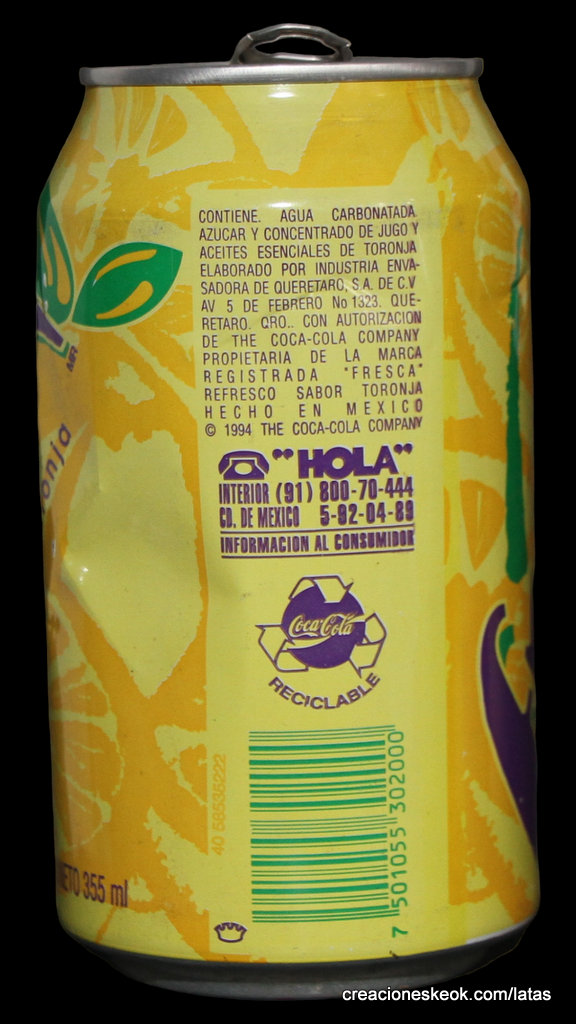 CONTIENE. AGUA CARBONATADA
AZUCAR Y CONCENTRADO DE JUGO Y
ACEITES ESENCIALES DE TORONJA
ELABORADO POR INDUSTRIA ENVA-
SADORA DE QUERETARO, S.A. DE C.V
AV 5 DE FEBRERO No 1323. QUE-
RETARO. QRO.. CON AUTORIZACION
DE THE COCA-COLA COMPANY
PROPIETARIA DE LA MARCA
REGISTRADA "FRESCA"
REFRESCO SABOR TORONJA
HECHO EN MEXICO
© 1994 THE COCA-COLA COMPANY
"HOLA"
INTERIOR (91) 800-70-444
CD. DE MEXICO 5-92-04-89
INFORMACION AL CONSUMIDOR
Coca-Cola
RECICLABLE
7 501055 302000
MR
onja
NETO 355 ml
creacioneskeok.com/latas